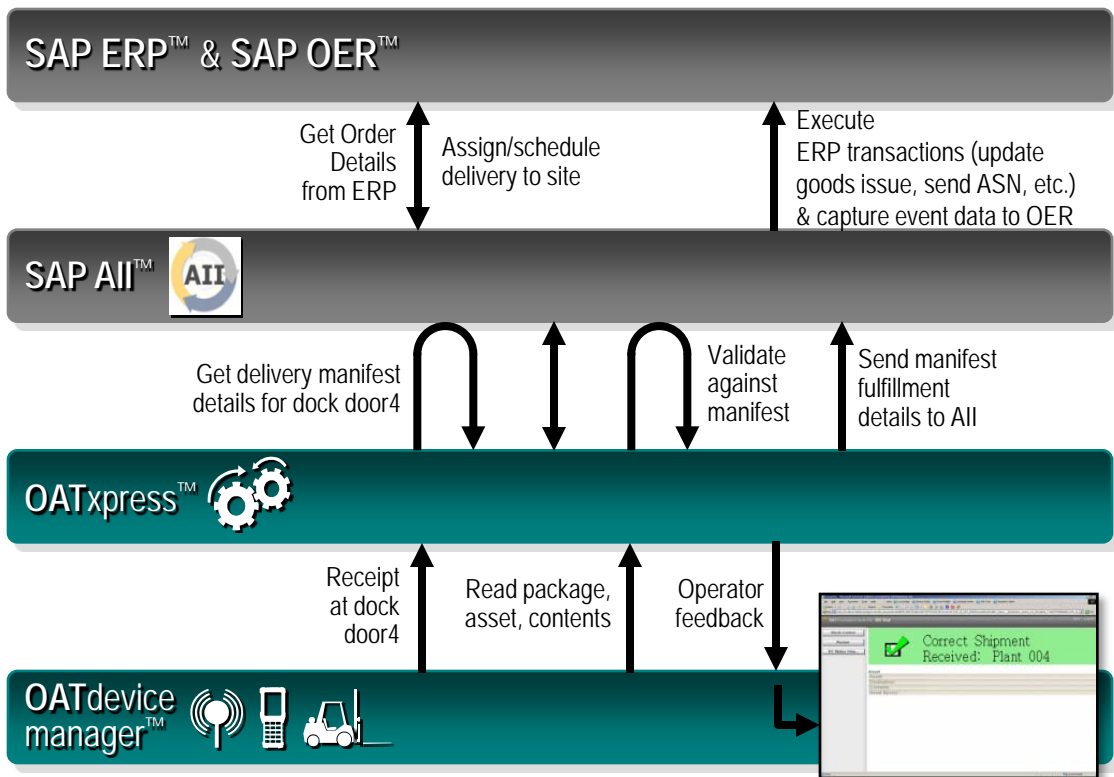 SAP ERP™ & SAP OER™
Get Order
Details
from ERP
Assign/schedule
delivery to site
Execute
ERP transactions (update
goods issue, send ASN, etc.)
& capture event data to OER
SAP AII™
AII
Get delivery manifest
details for dock door4
Validate
against
manifest
Send manifest
fulfillment
details to AII
OATxpress™
Receipt
at dock
door4
Read package,
asset, contents
Operator
feedback
Correct Shipment
Received: Plant 004
OATdevice
manager™